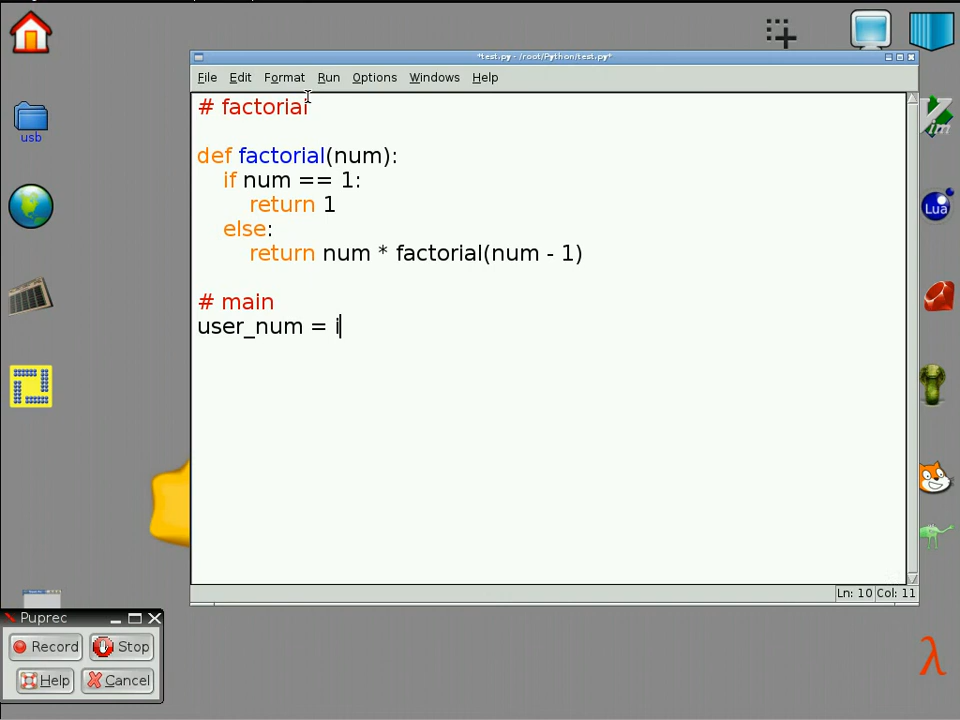 *test.py - /root/Python/test.py*
File Edit Format Run Options Windows Help
# factorial
def factorial(num):
    if num == 1:
        return 1
    else:
        return num * factorial(num - 1)
# main
user_num = i
Ln: 10 Col: 11
usb
Vim
Lua
Puprec
Record Stop
Help Cancel
λ